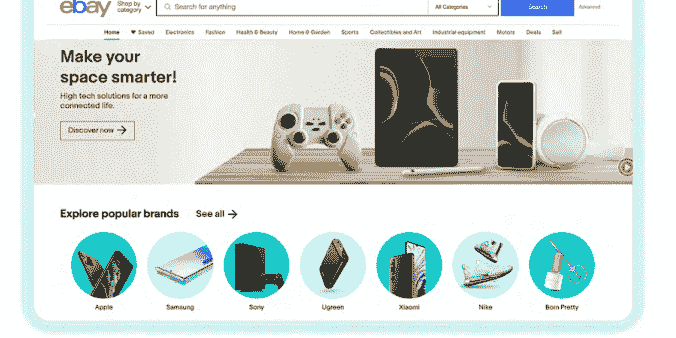 ebay
Shop by
category
Search for anything
All Categories
Search
Advanced
Home
Saved
Electronics
Fashion
Health & Beauty
Home & Garden
Sports
Collectibles and Art
Industrial equipment
Motors
Deals
Sell
Make your
space smarter!
High tech solutions for a more
connected life.
Discover now →
Explore popular brands
See all →
Apple
Samsung
Sony
Ugreen
Xiaomi
Nike
Born Pretty